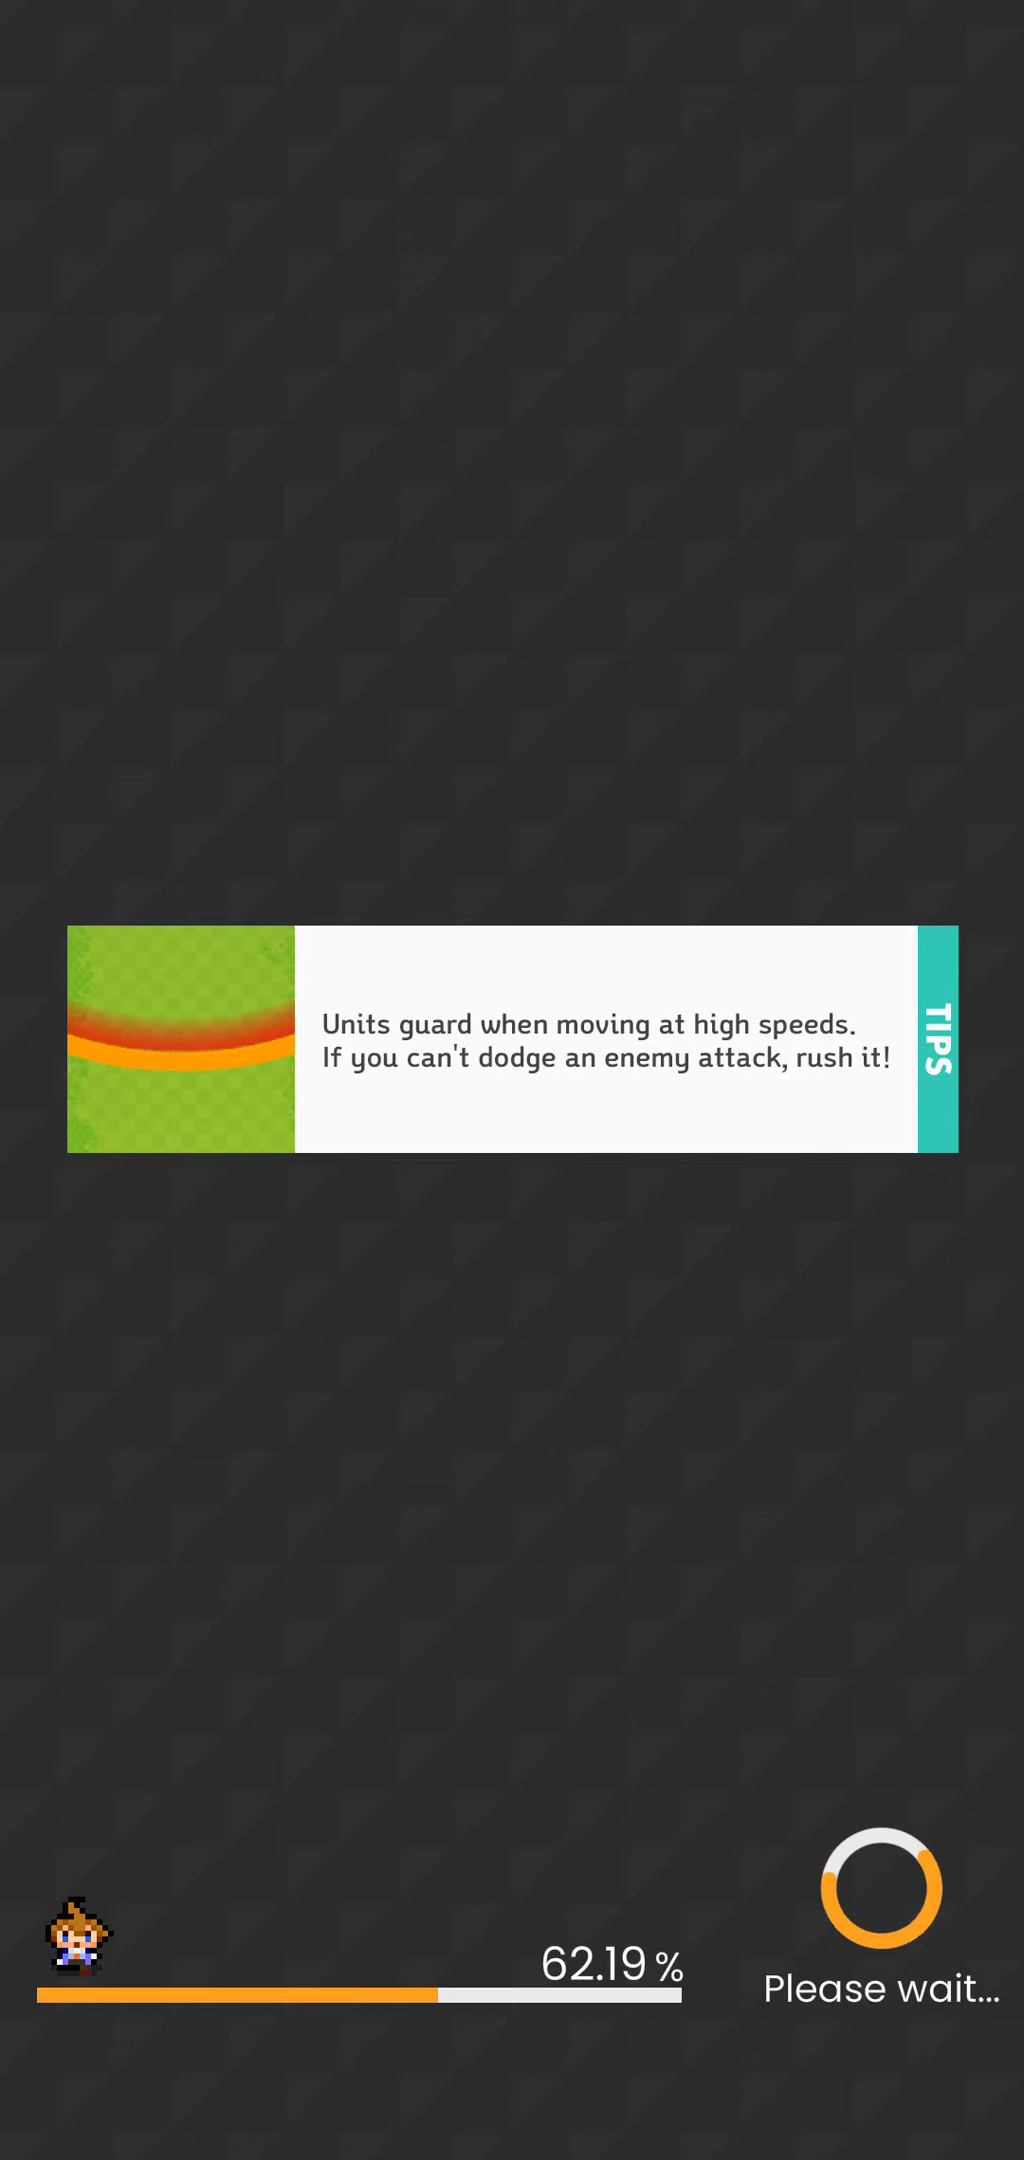 Units guard when moving at high speeds.
If you can't dodge an enemy attack, rush it!
TIPS
62.19 %
Please wait...